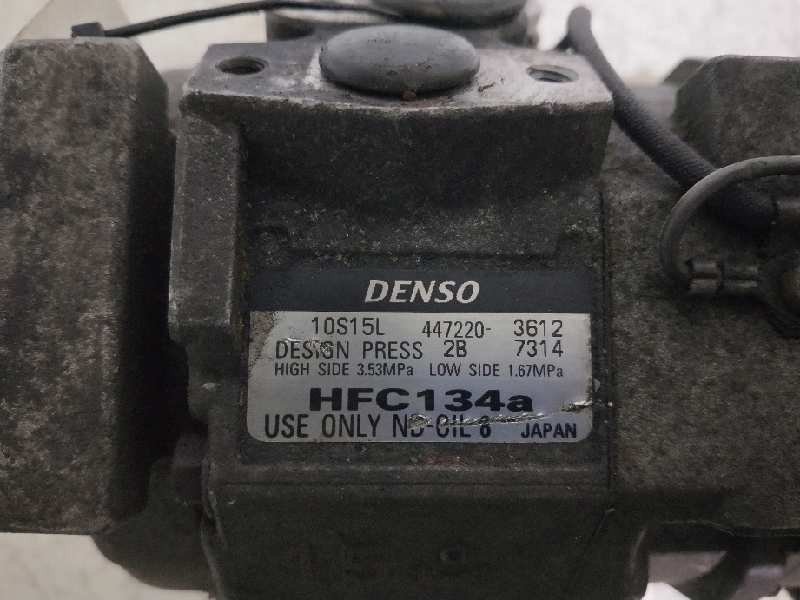 DENSO
10S15L 447220- 3612
DESIGN PRESS 2B 7314
HIGH SIDE 3.53MPa LOW SIDE 1.67MPa
HFC134a
USE ONLY ND-OIL 8 JAPAN